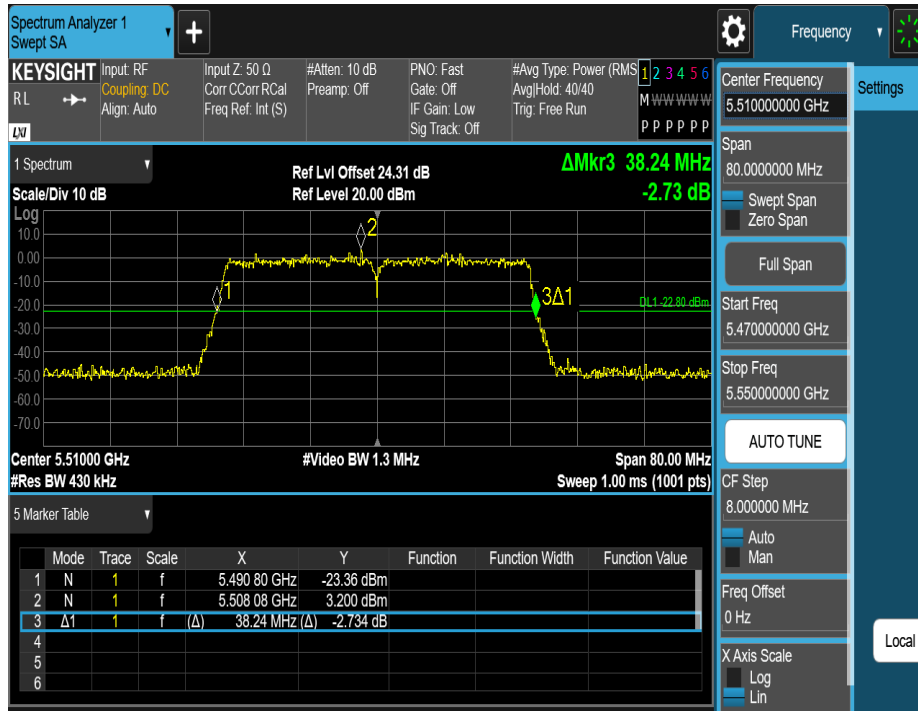 Spectrum Analyzer 1
Swept SA
+
Frequency
KEYSIGHT
RL
LXI
Input: RF
Coupling: DC
Align: Auto
Input Z: 50 Ω
Corr CCorr RCal
Freq Ref: Int (S)
#Atten: 10 dB
Preamp: Off
PNO: Fast
Gate: Off
IF Gain: Low
Sig Track: Off
#Avg Type: Power (RMS
Avg|Hold: 40/40
Trig: Free Run
1 2 3 4 5 6
M W W W W W
P P P P P P
Center Frequency
5.510000000 GHz
Settings
Span
80.0000000 MHz
Swept Span
Zero Span
Full Span
Start Freq
5.470000000 GHz
Stop Freq
5.550000000 GHz
AUTO TUNE
CF Step
8.000000 MHz
Auto
Man
Freq Offset
0 Hz
X Axis Scale
Log
Lin
Local
1 Spectrum
Scale/Div 10 dB
Ref Lvl Offset 24.31 dB
Ref Level 20.00 dBm
ΔMkr3 38.24 MHz
-2.73 dB
Log
10.0
0.00
-10.0
-20.0
-30.0
-40.0
-50.0
-60.0
-70.0
2
1
3Δ1
DL1 -22.80 dBm
Center 5.51000 GHz
#Video BW 1.3 MHz
Span 80.00 MHz
#Res BW 430 kHz
Sweep 1.00 ms (1001 pts)
5 Marker Table
Mode Trace Scale X Y Function Function Width Function Value
1 N 1 f 5.490 80 GHz -23.36 dBm
2 N 1 f 5.508 08 GHz 3.200 dBm
3 Δ1 1 f (Δ) 38.24 MHz (Δ) -2.734 dB
4
5
6